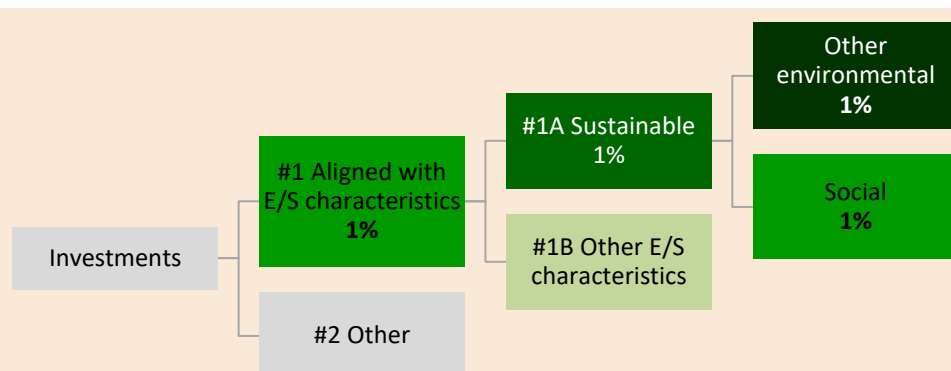 Investments
#1 Aligned with
E/S characteristics
1%
#2 Other
#1A Sustainable
1%
#1B Other E/S
characteristics
Other
environmental
1%
Social
1%